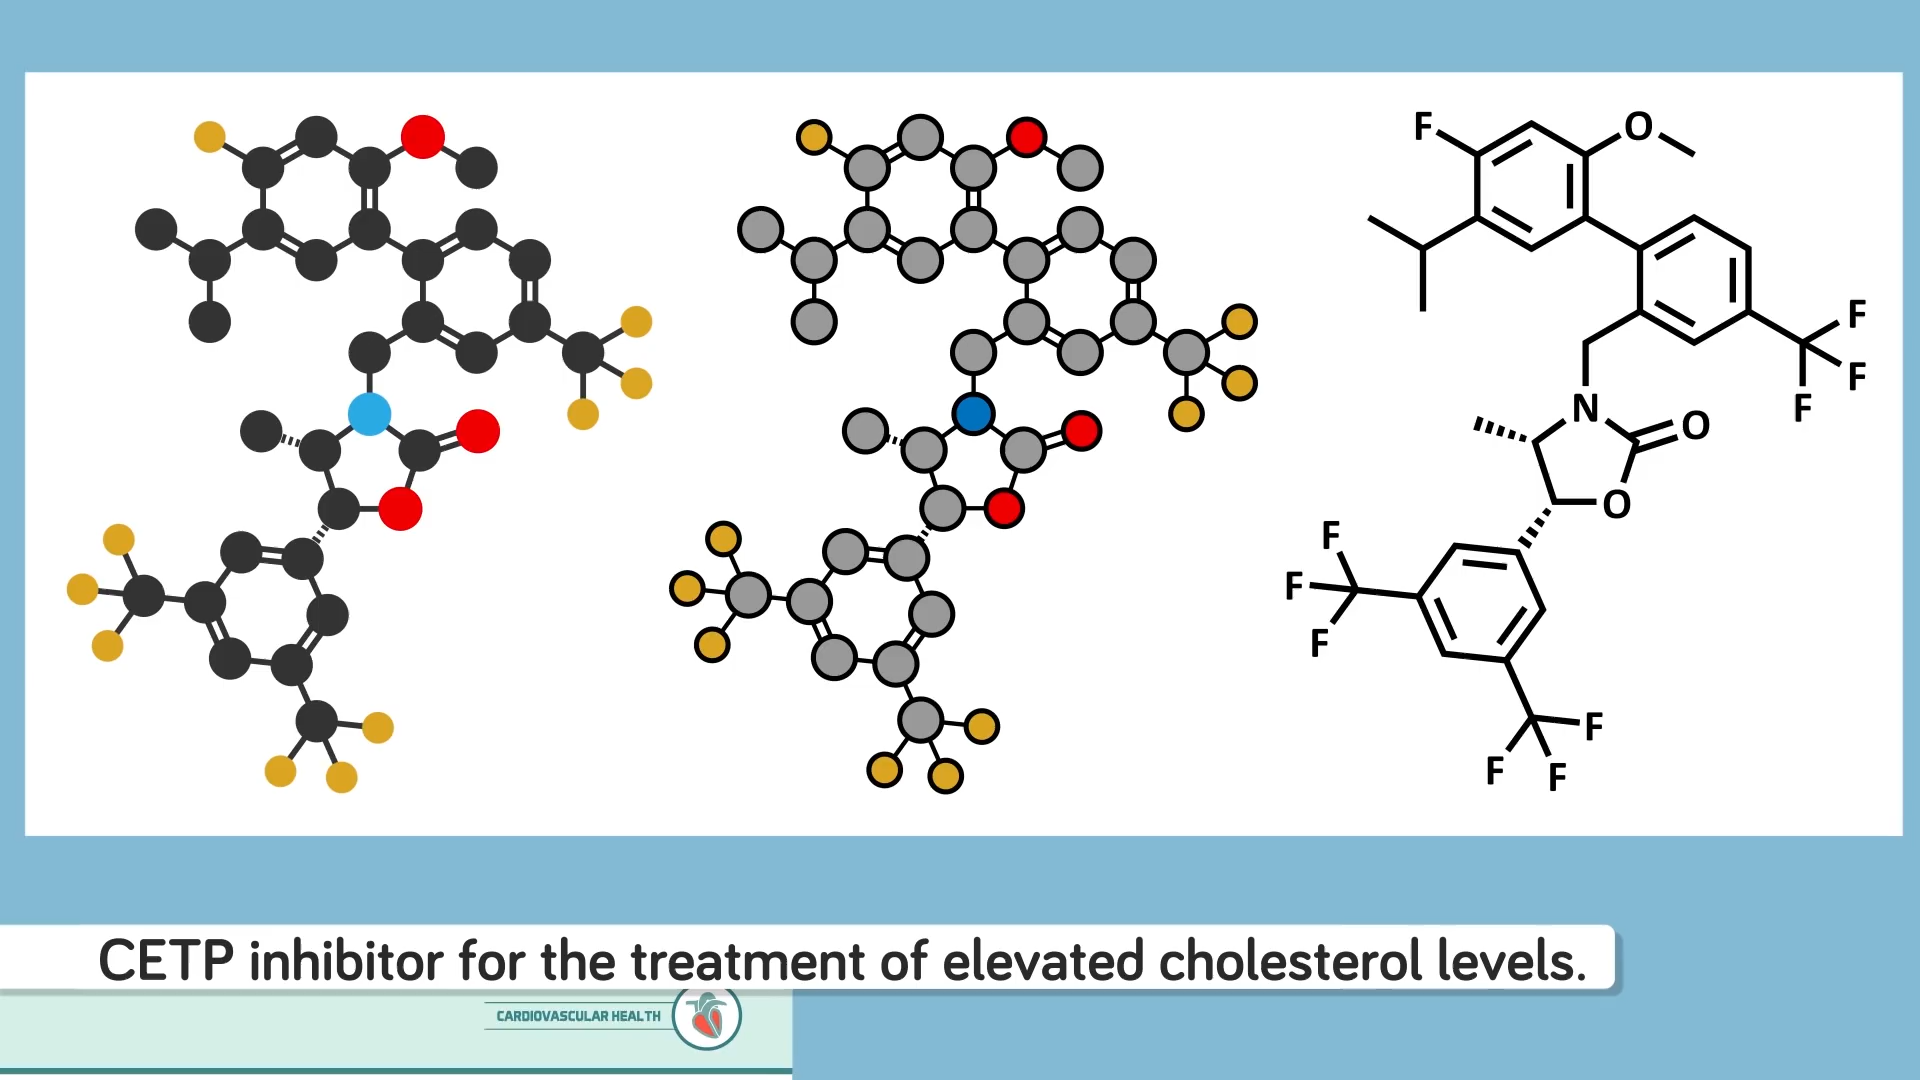 F
O
F
F
F
N
O
O
F
F
F
F
F
F
CETP inhibitor for the treatment of elevated cholesterol levels.
CARDIOVASCULAR HEALTH